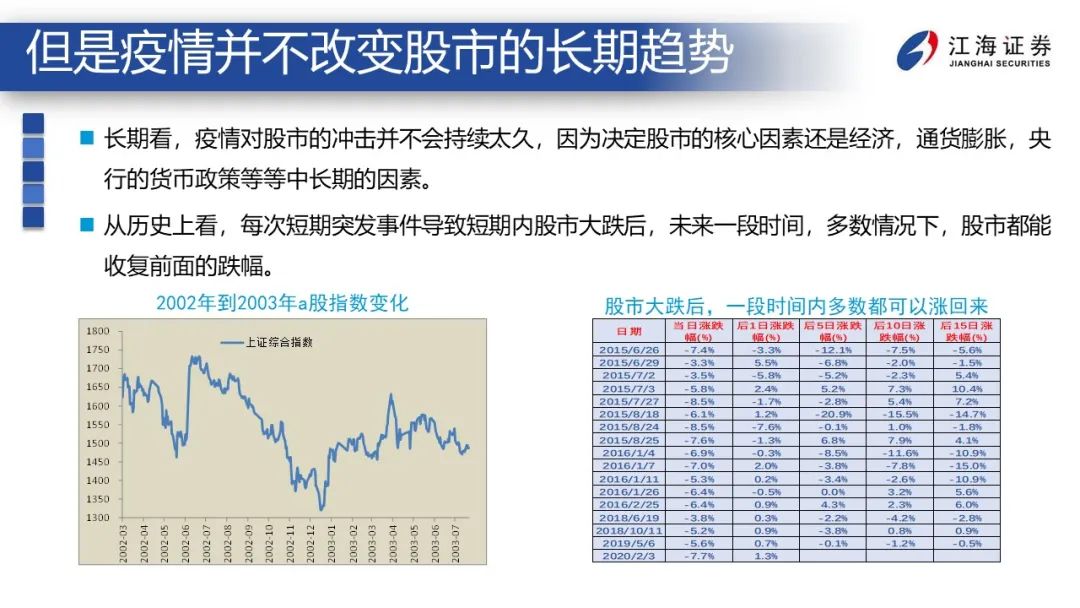 但是疫情并不改变股市的长期趋势
江海证券
JIANGHAI SECURITIES
长期看，疫情对股市的冲击并不会持续太久，因为决定股市的核心因素还是经济，通货膨胀，央
行的货币政策等等中长期的因素。
从历史上看，每次短期突发事件导致短期内股市大跌后，未来一段时间，多数情况下，股市都能
收复前面的跌幅。
2002年到2003年a股指数变化
上证综合指数
1800
1750
1700
1650
1600
1550
1500
1450
1400
1350
1300
2002-03 2002-04 2002-05 2002-06 2002-07 2002-08 2002-09 2002-10 2002-11 2002-12 2003-01 2003-02 2003-03 2003-04 2003-05 2003-06 2003-07
股市大跌后，一段时间内多数都可以涨回来
日期 当日涨跌幅(%) 后1日涨跌幅(%) 后5日涨跌幅(%) 后10日涨跌幅(%) 后15日涨跌幅(%)
2015/6/26 -7.4% -3.3% -12.1% -7.5% -5.6%
2015/6/29 -3.3% 5.5% -6.8% -2.0% -1.5%
2015/7/2 -3.5% -5.8% -5.2% -2.3% 5.4%
2015/7/3 -5.8% 2.4% 5.2% 7.3% 10.4%
2015/7/27 -8.5% -1.7% -2.8% 5.4% 7.2%
2015/8/18 -6.1% 1.2% -20.9% -15.5% -14.7%
2015/8/24 -8.5% -7.6% -0.1% 1.0% -1.8%
2015/8/25 -7.6% -1.3% 6.8% 7.9% 4.1%
2016/1/4 -6.9% -0.3% -8.5% -11.6% -10.9%
2016/1/7 -7.0% 2.0% -3.8% -7.8% -15.0%
2016/1/11 -5.3% 0.2% -3.4% -2.6% -10.9%
2016/1/26 -6.4% -0.5% 0.0% 3.2% 5.6%
2016/2/25 -6.4% 0.9% 4.3% 2.3% 6.0%
2018/6/19 -3.8% 0.3% -2.2% -4.2% -2.8%
2018/10/11 -5.2% 0.9% -3.8% 0.8% 0.9%
2019/5/6 -5.6% 0.7% -0.1% -1.2% -0.5%
2020/2/3 -7.7% 1.3%